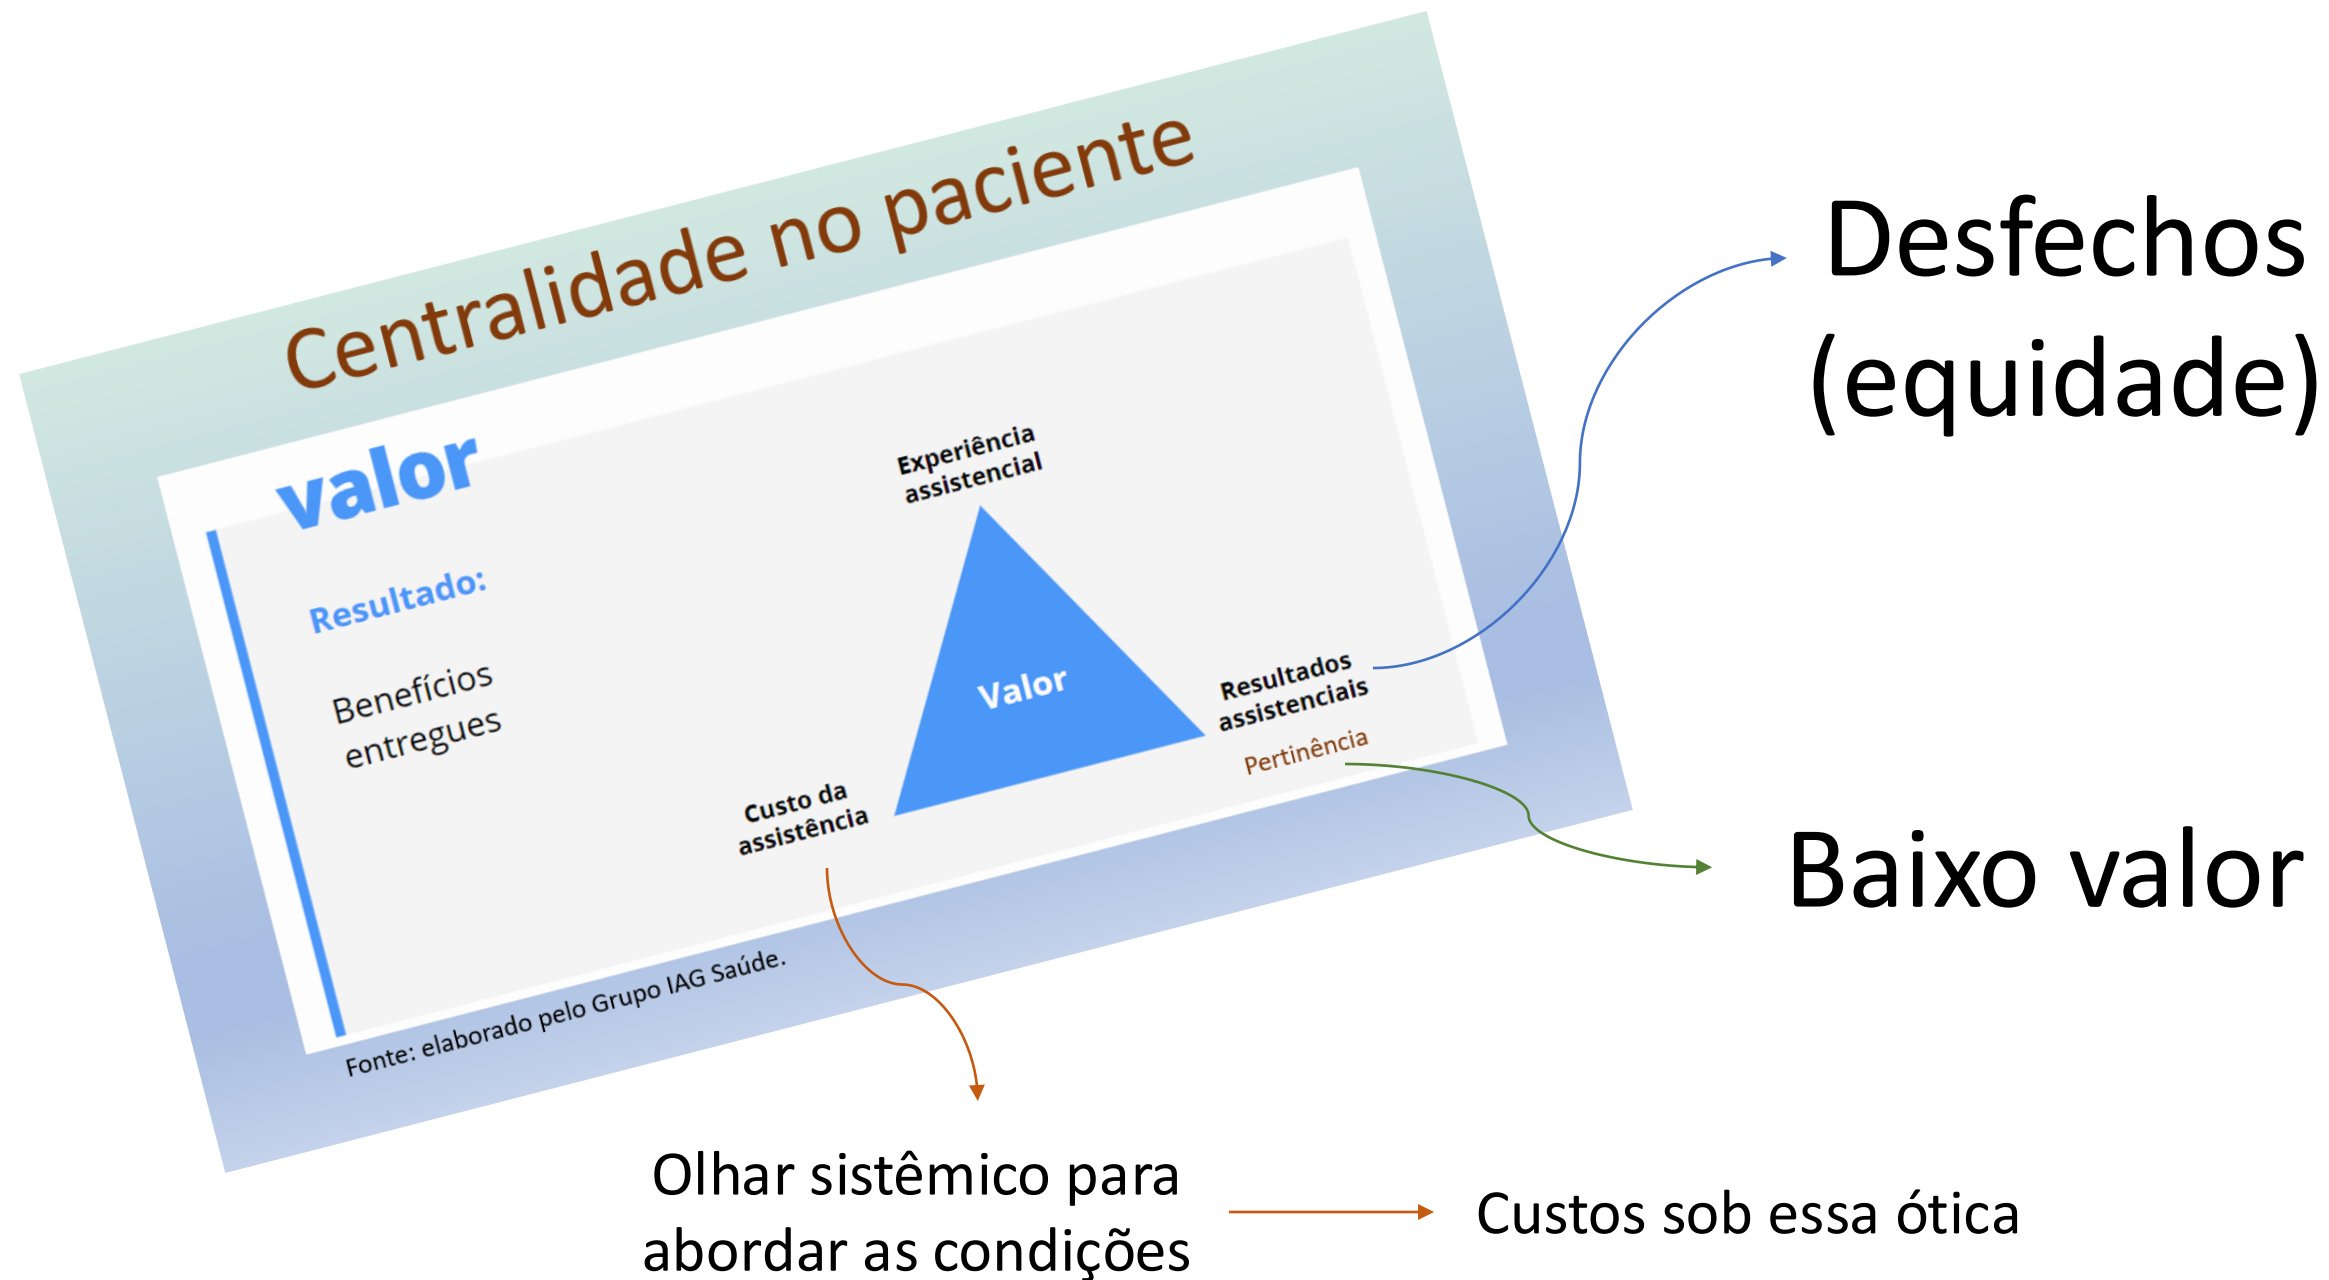 Centralidade no paciente
valor
Resultado:
Benefícios
entregues
Experiência
assistencial
Valor
Resultados
assistenciais
Pertinência
Custo da
assistência
Fonte: elaborado pelo Grupo IAG Saúde.
Desfechos
(equidade)
Baixo valor
Olhar sistêmico para
abordar as condições
Custos sob essa ótica